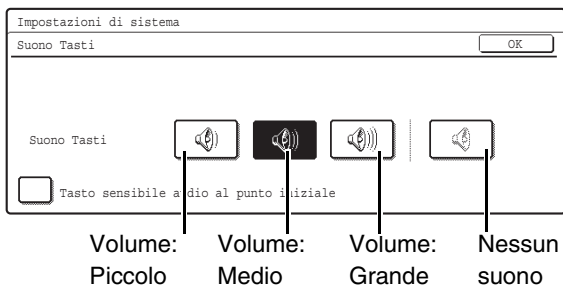 Impostazioni di sistema
Suono Tasti
OK
Suono Tasti
Tasto sensibile audio al punto iniziale
Volume: Volume: Volume: Nessun
Piccolo Medio Grande suono